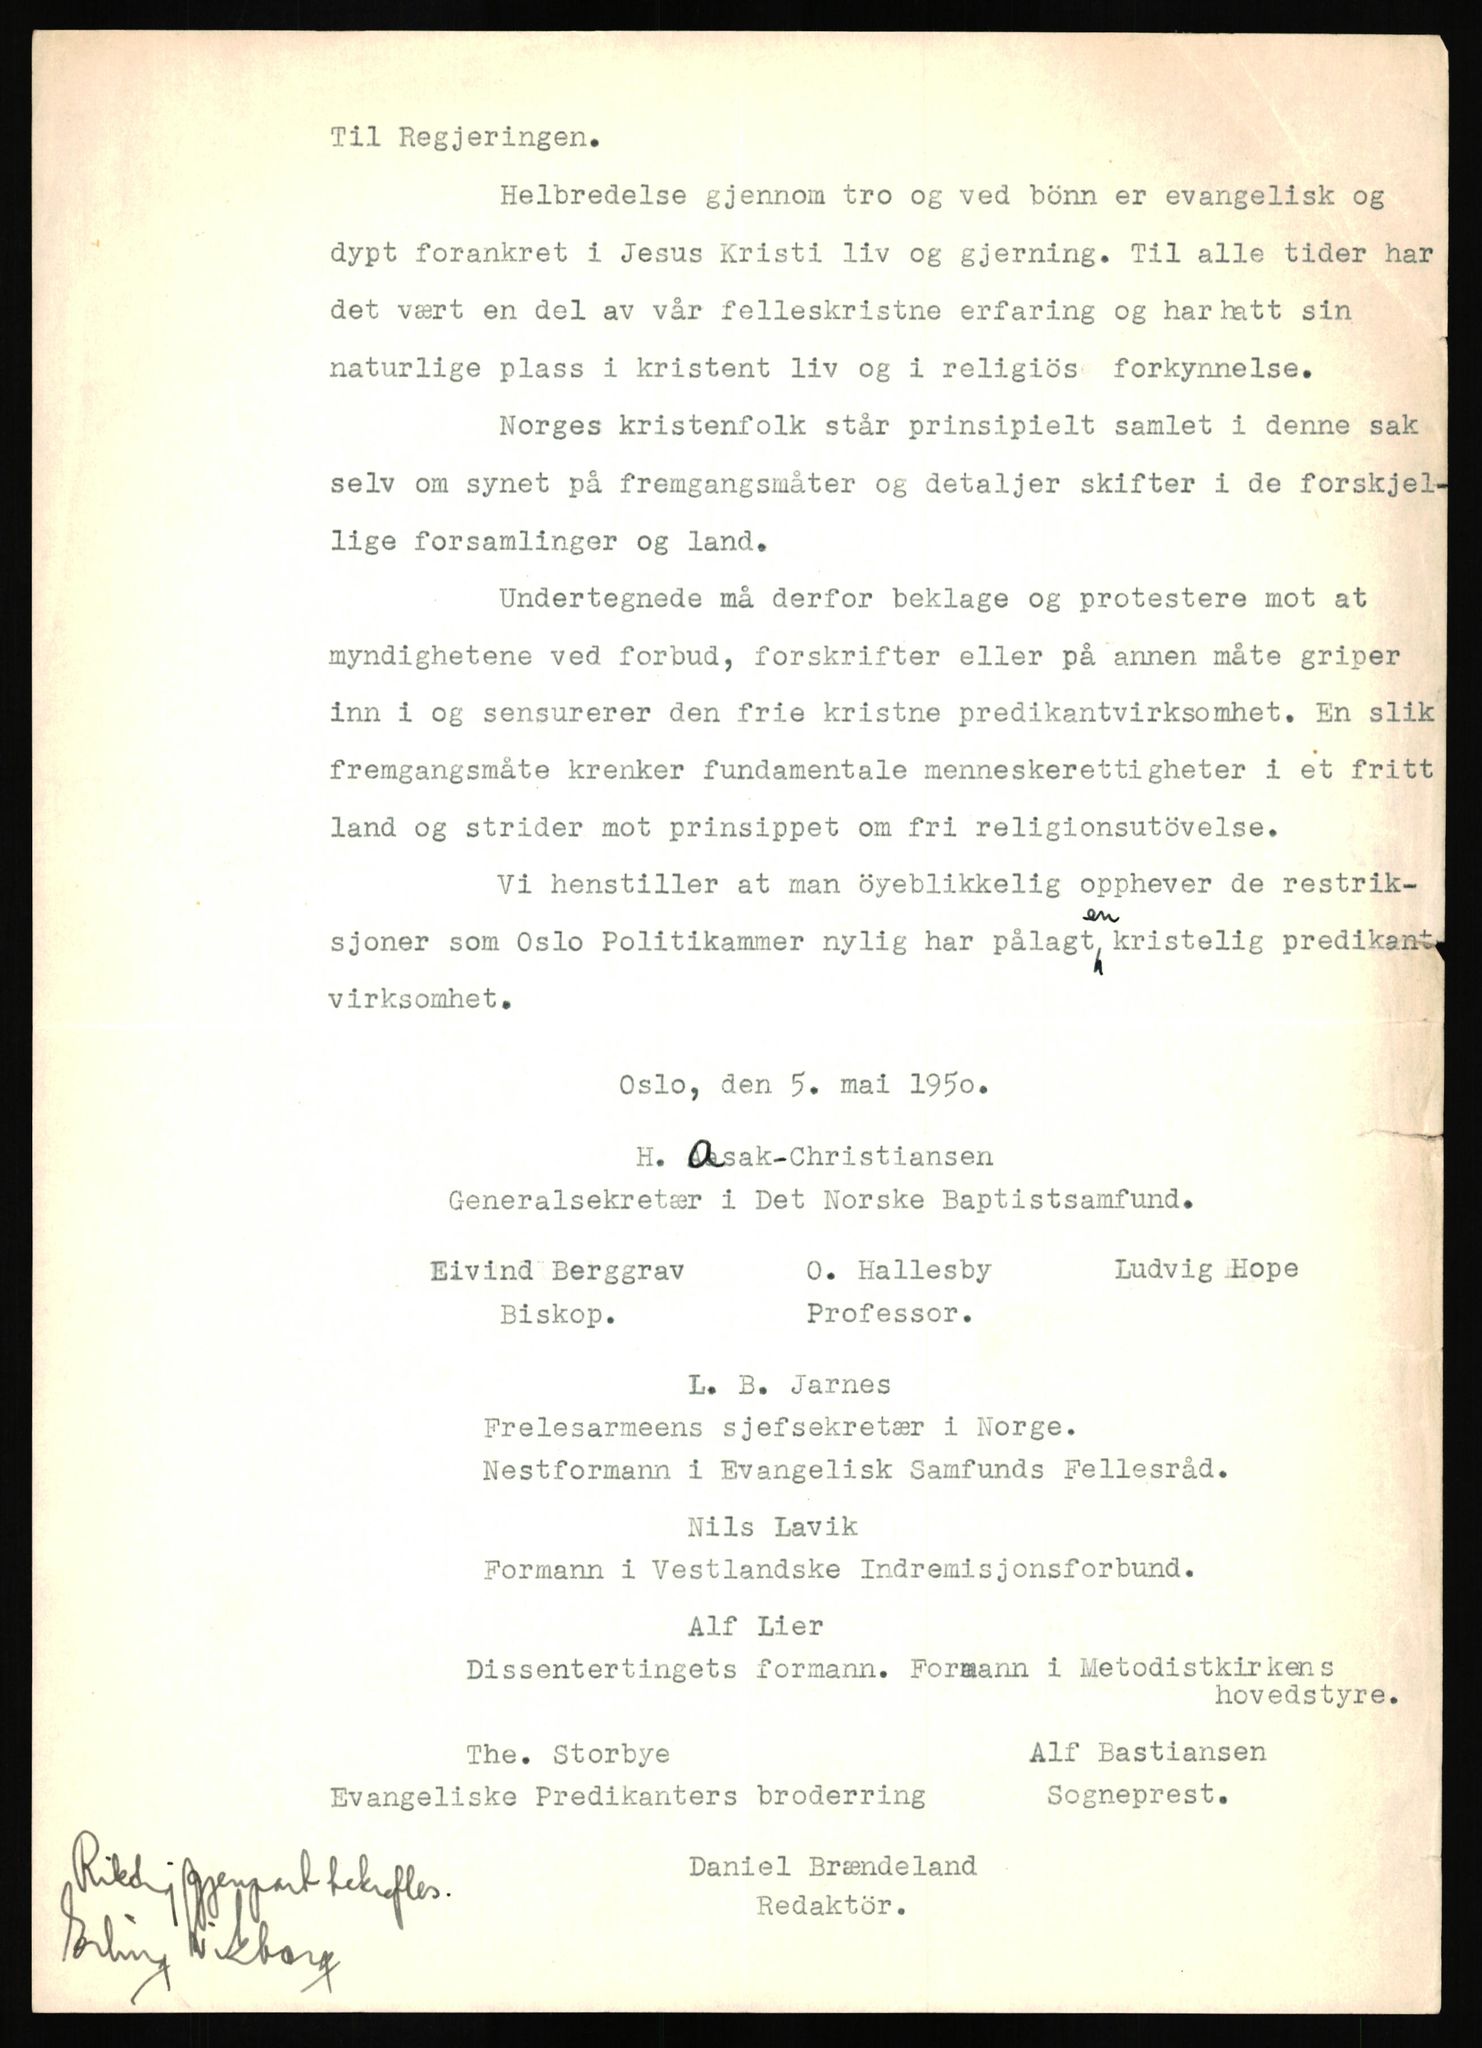 Til Regjeringen.
Helbredelse gjennom tro og ved bönn er evangelisk og
dypt forankret i Jesus Kristi liv og gjerning. Til alle tider har
det vært en del av vår felleskristne erfaring og har hatt sin
naturlige plass i kristent liv og i religiös forkynnelse.
Norges kristenfolk står prinsipielt samlet i denne sak
selv om synet på fremgangsmåter og detaljer skifter i de forskjel-
lige forsamlinger og land.
Undertegnede må derfor beklage og protestere mot at
myndighetene ved forbud, forskrifter eller på annen måte griper
inn i og sensurerer den frie kristne predikantvirksomhet. En slik
fremgangsmåte krenker fundamentale menneskerettigheter i et fritt
land og strider mot prinsippet om fri religionsutövelse.
Vi henstiller at man öyeblikkelig opphever de restrik-
sjoner som Oslo Politikammer nylig har pålagt en kristelig predikant-
virksomhet.
Oslo, den 5. mai 1950.
H. Aasak-Christiansen
Generalsekretær i Det Norske Baptistsamfund.
Eivind Berggrav O. Hallesby Ludvig Hope
Biskop. Professor.
L. B. Jarnes
Frelesarmeens sjefsekretær i Norge.
Nestformann i Evangelisk Samfunds Fellesråd.
Nils Lavik
Formann i Vestlandske Indremisjonsforbund.
Alf Lier
Dissentertingets formann. Formann i Metodistkirkens
hovedstyre.
The. Storbye Alf Bastiansen
Evangeliske Predikanters broderring Sogneprest.
Daniel Brændeland
Redaktör.
Riktig gjenpart bekreftes.
Erling Wikborg